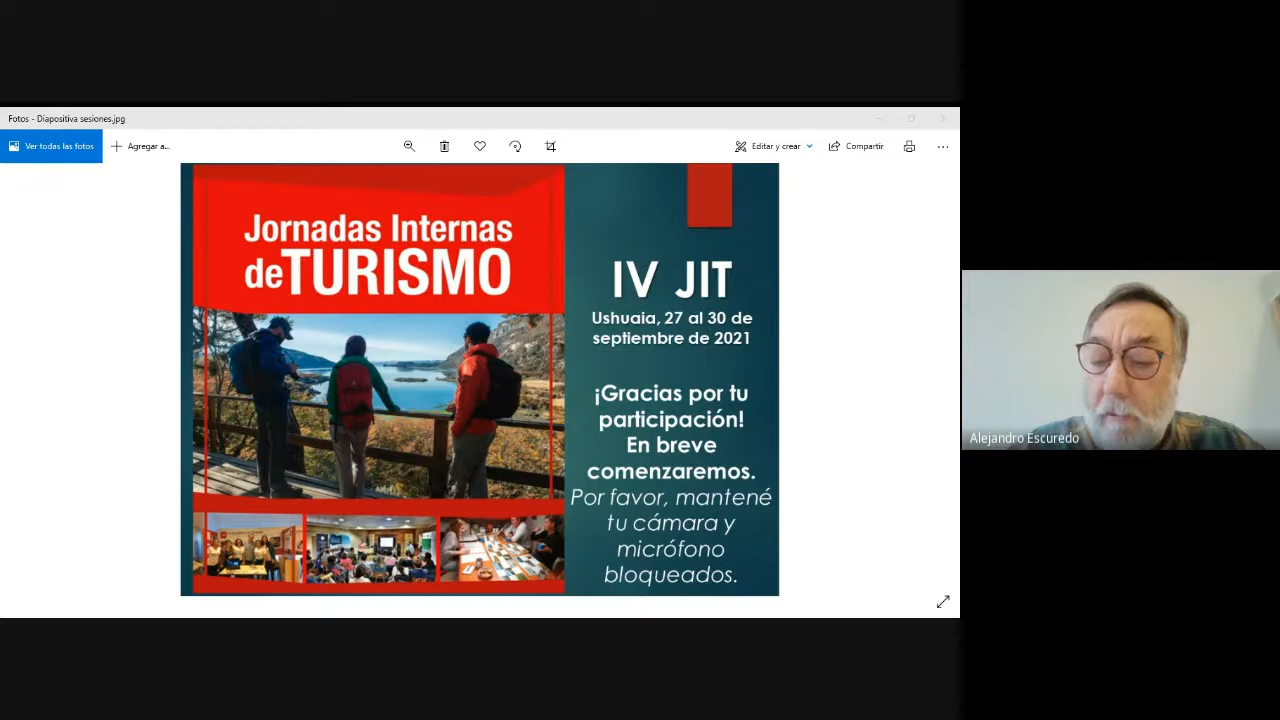 Fotos - Diapositiva sesiones.jpg
Ver todas las fotos
Agregar a...
Editar y crear
Compartir
Jornadas Internas
de TURISMO
IV JIT
Ushuaia, 27 al 30 de
septiembre de 2021
¡Gracias por tu
participación!
En breve
comenzaremos.
Por favor, mantené
tu cámara y
micrófono
bloqueados.
Alejandro Escuredo